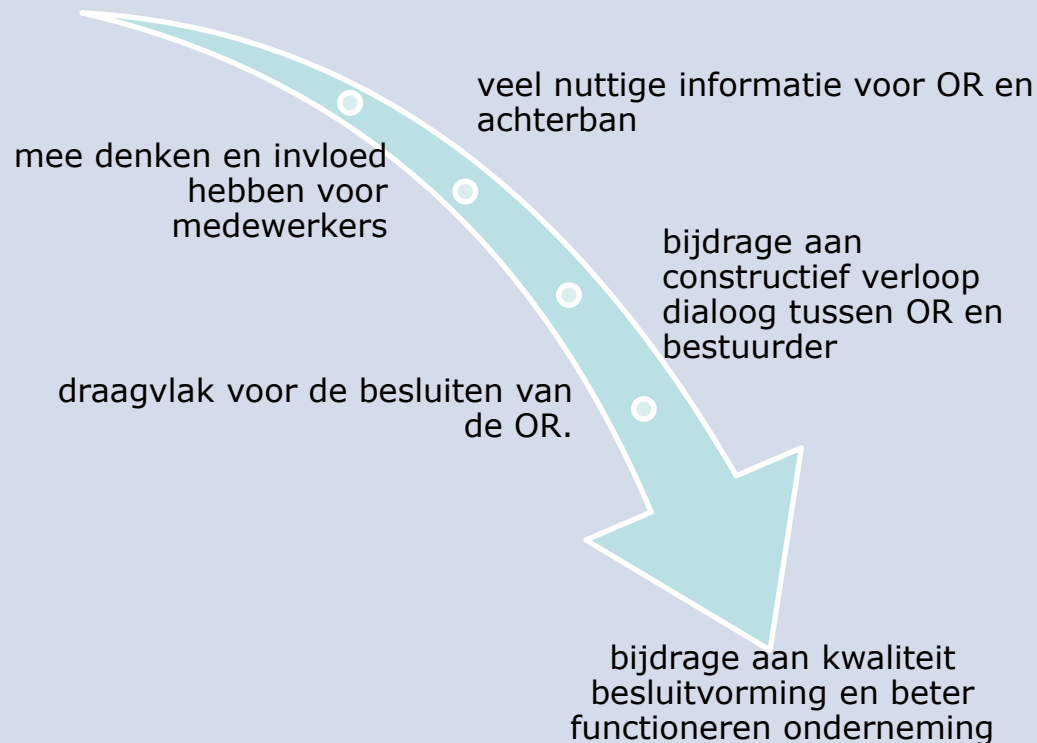 veel nuttige informatie voor OR en
achterban
mee denken en invloed
hebben voor
medewerkers
bijdrage aan
constructief verloop
dialoog tussen OR en
bestuurder
draagvlak voor de besluiten van
de OR.
bijdrage aan kwaliteit
besluitvorming en beter
functioneren onderneming